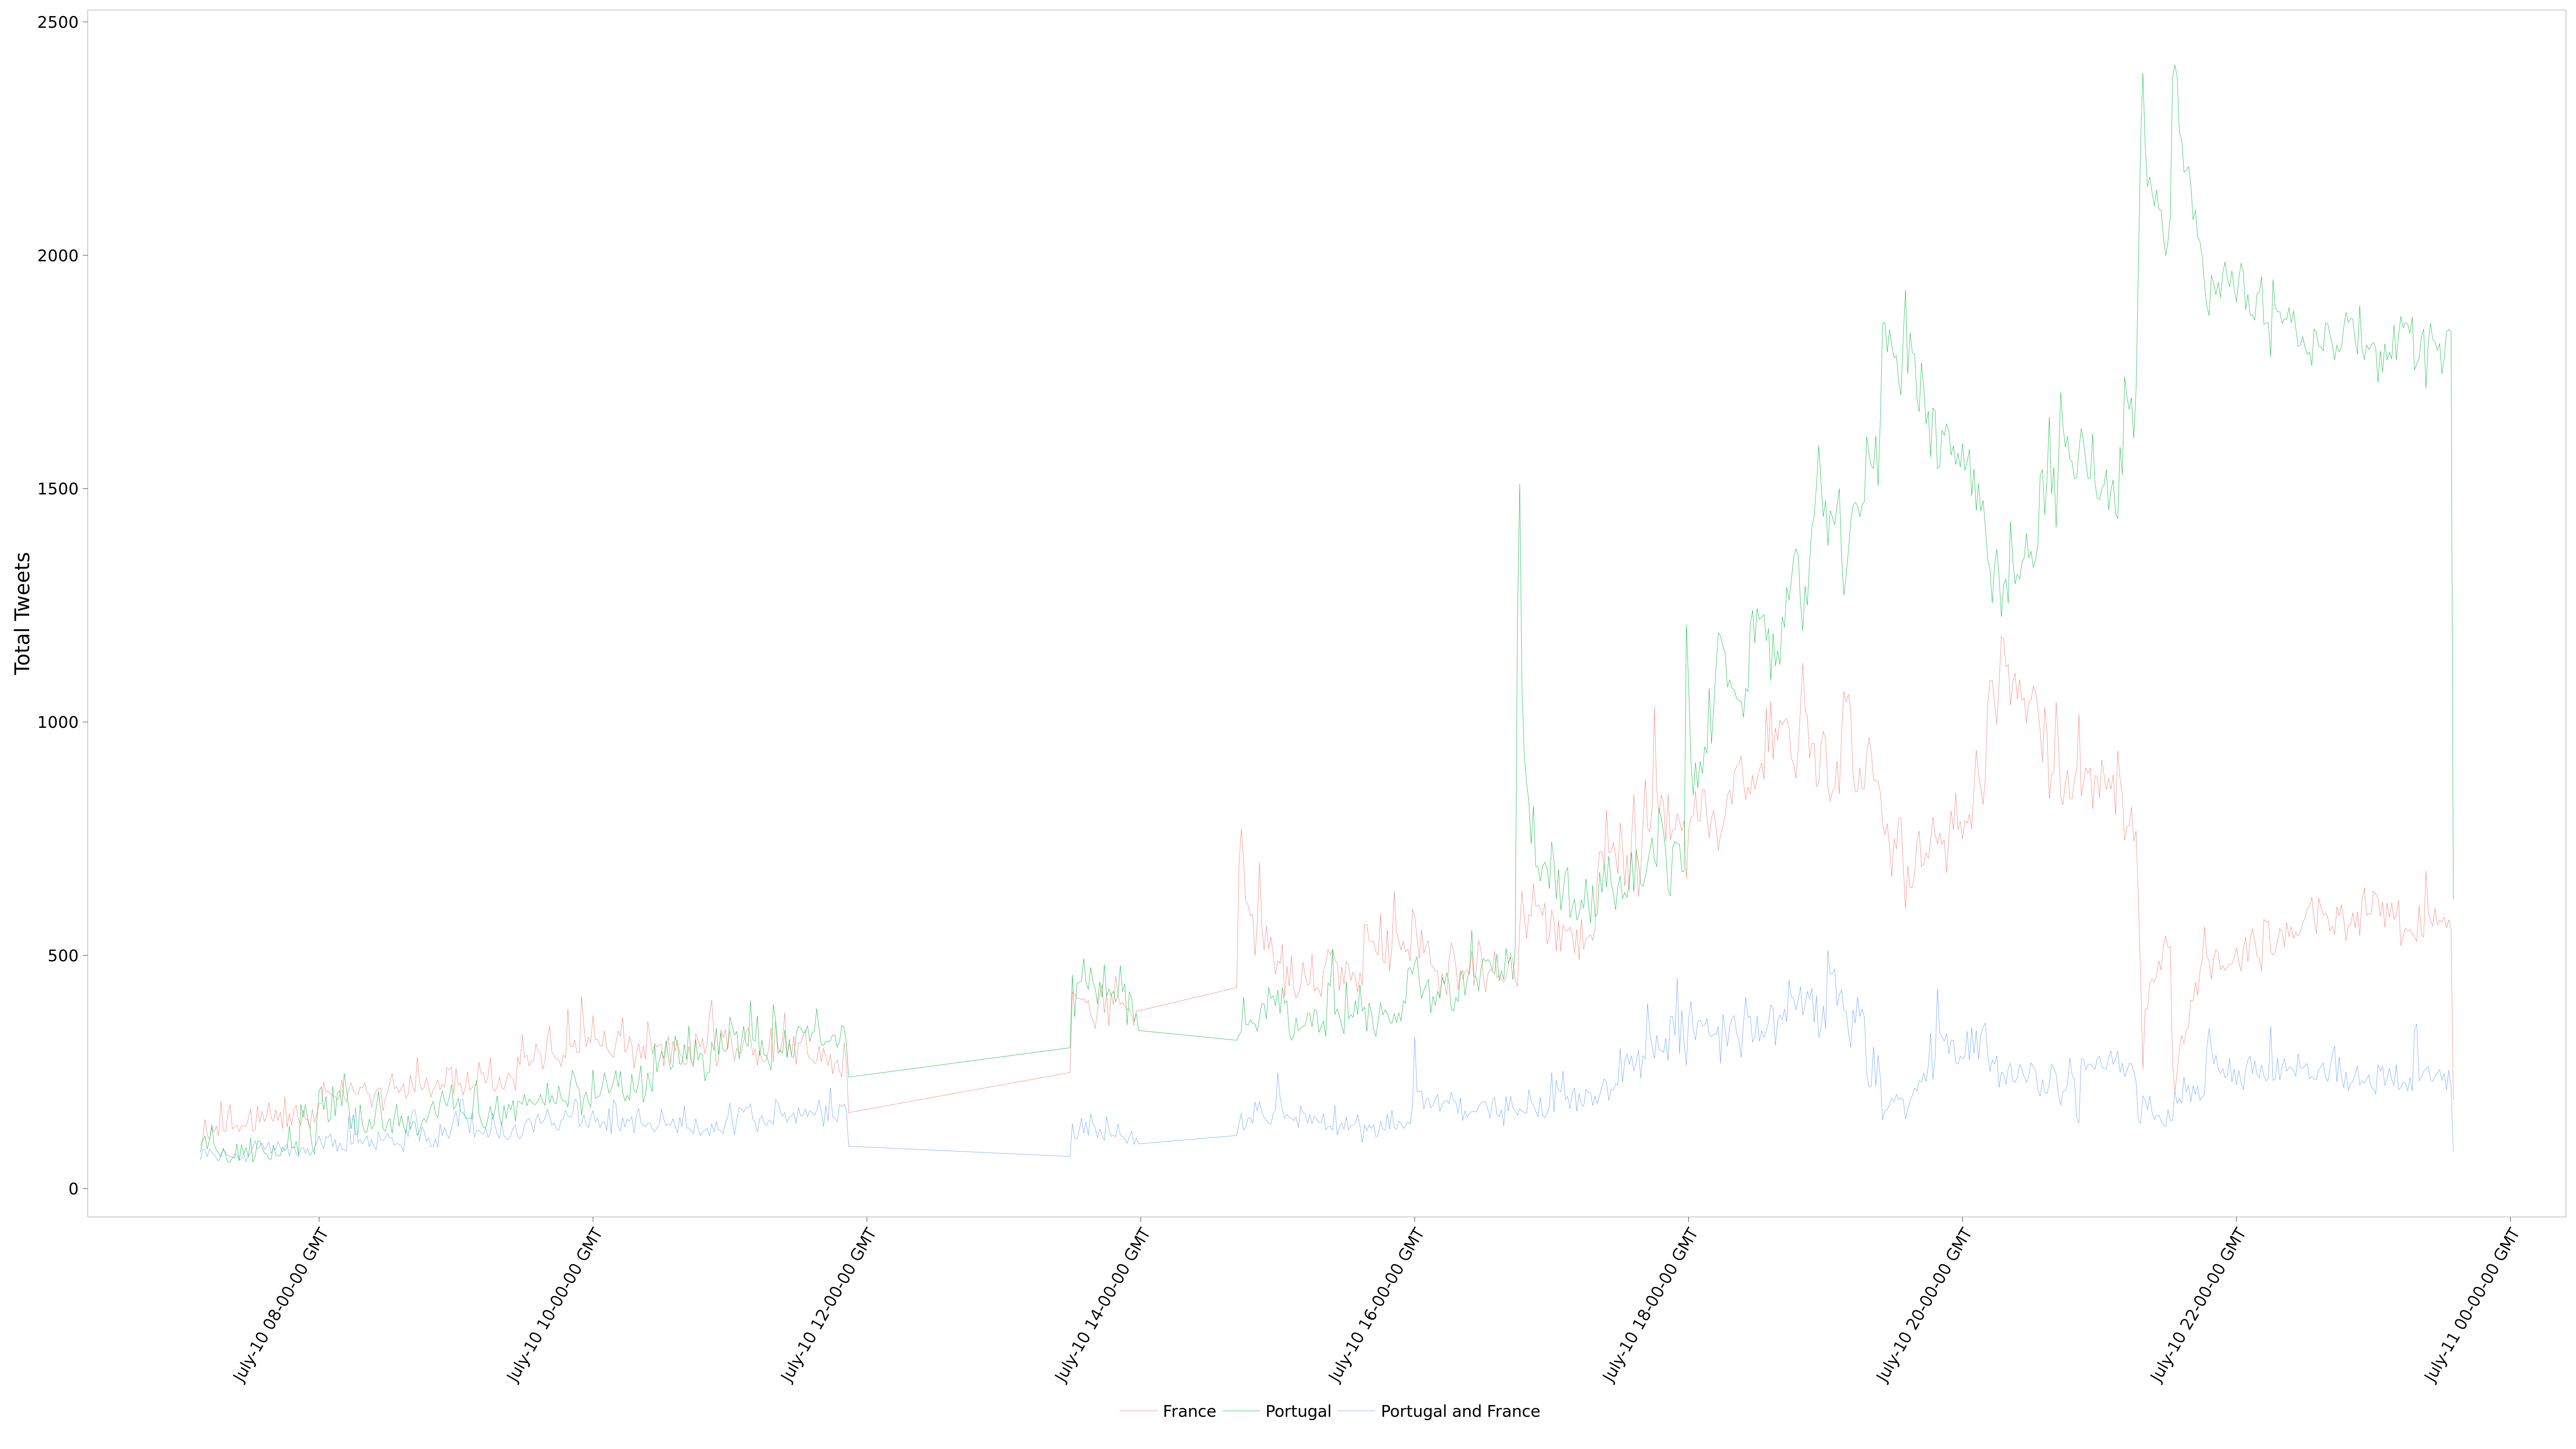 2500
2000
1500
1000
500
0
Total Tweets
July-10 08-00-00 GMT
July-10 10-00-00 GMT
July-10 12-00-00 GMT
July-10 14-00-00 GMT
July-10 16-00-00 GMT
July-10 18-00-00 GMT
July-10 20-00-00 GMT
July-10 22-00-00 GMT
July-11 00-00-00 GMT
France Portugal Portugal and France